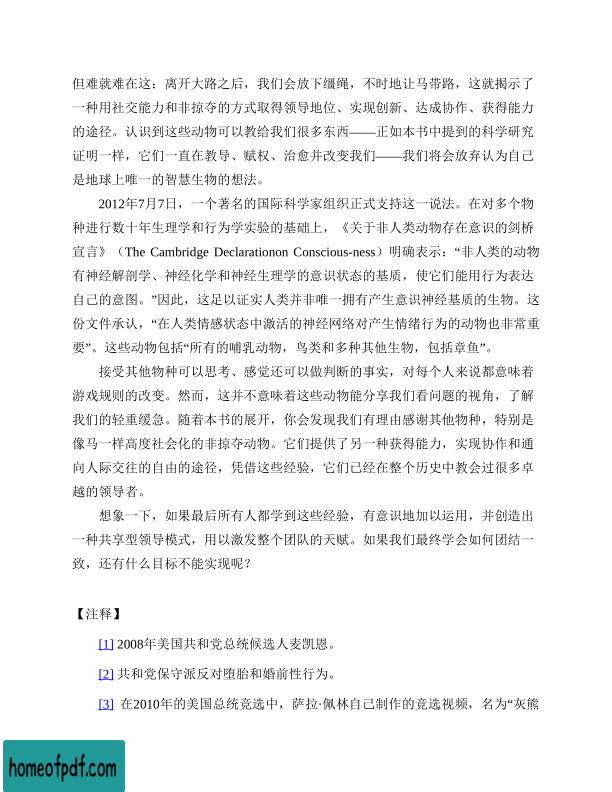 但难就难在这：离开大路之后，我们会放下缰绳，不时地让马带路，这就揭示了
一种用社交能力和非掠夺的方式取得领导地位、实现创新、达成协作、获得能力
的途径。认识到这些动物可以教给我们很多东西——正如本书中提到的科学研究
证明一样，它们一直在教导、赋权、治愈并改变我们——我们将会放弃认为自己
是地球上唯一的智慧生物的想法。
2012年7月7日，一个著名的国际科学家组织正式支持这一说法。在对多个物
种进行数十年生理学和行为学实验的基础上，《关于非人类动物存在意识的剑桥
宣言》（The Cambridge Declarationon Conscious-ness）明确表示：“非人类的动物
有神经解剖学、神经化学和神经生理学的意识状态的基质，使它们能用行为表达
自己的意图。”因此，这足以证实人类并非唯一拥有产生意识神经基质的生物。这
份文件承认，“在人类情感状态中激活的神经网络对产生情绪行为的动物也非常重
要”。这些动物包括“所有的哺乳动物，鸟类和多种其他生物，包括章鱼”。
接受其他物种可以思考、感觉还可以做判断的事实，对每个人来说都意味着
游戏规则的改变。然而，这并不意味着这些动物能分享我们看问题的视角，了解
我们的轻重缓急。随着本书的展开，你会发现我们有理由感谢其他物种，特别是
像马一样高度社会化的非掠夺动物。它们提供了另一种获得能力，实现协作和通
向人际交往的自由的途径，凭借这些经验，它们已经在整个历史中教会过很多卓
越的领导者。
想象一下，如果最后所有人都学到这些经验，有意识地加以运用，并创造出
一种共享型领导模式，用以激发整个团队的天赋。如果我们最终学会如何团结一
致，还有什么目标不能实现呢？
【注释】
[1] 2008年美国共和党总统候选人麦凯恩。
[2] 共和党保守派反对堕胎和婚前性行为。
[3] 在2010年的美国总统竞选中，萨拉·佩林自己制作的竞选视频，名为“灰熊
homeofpdf.com